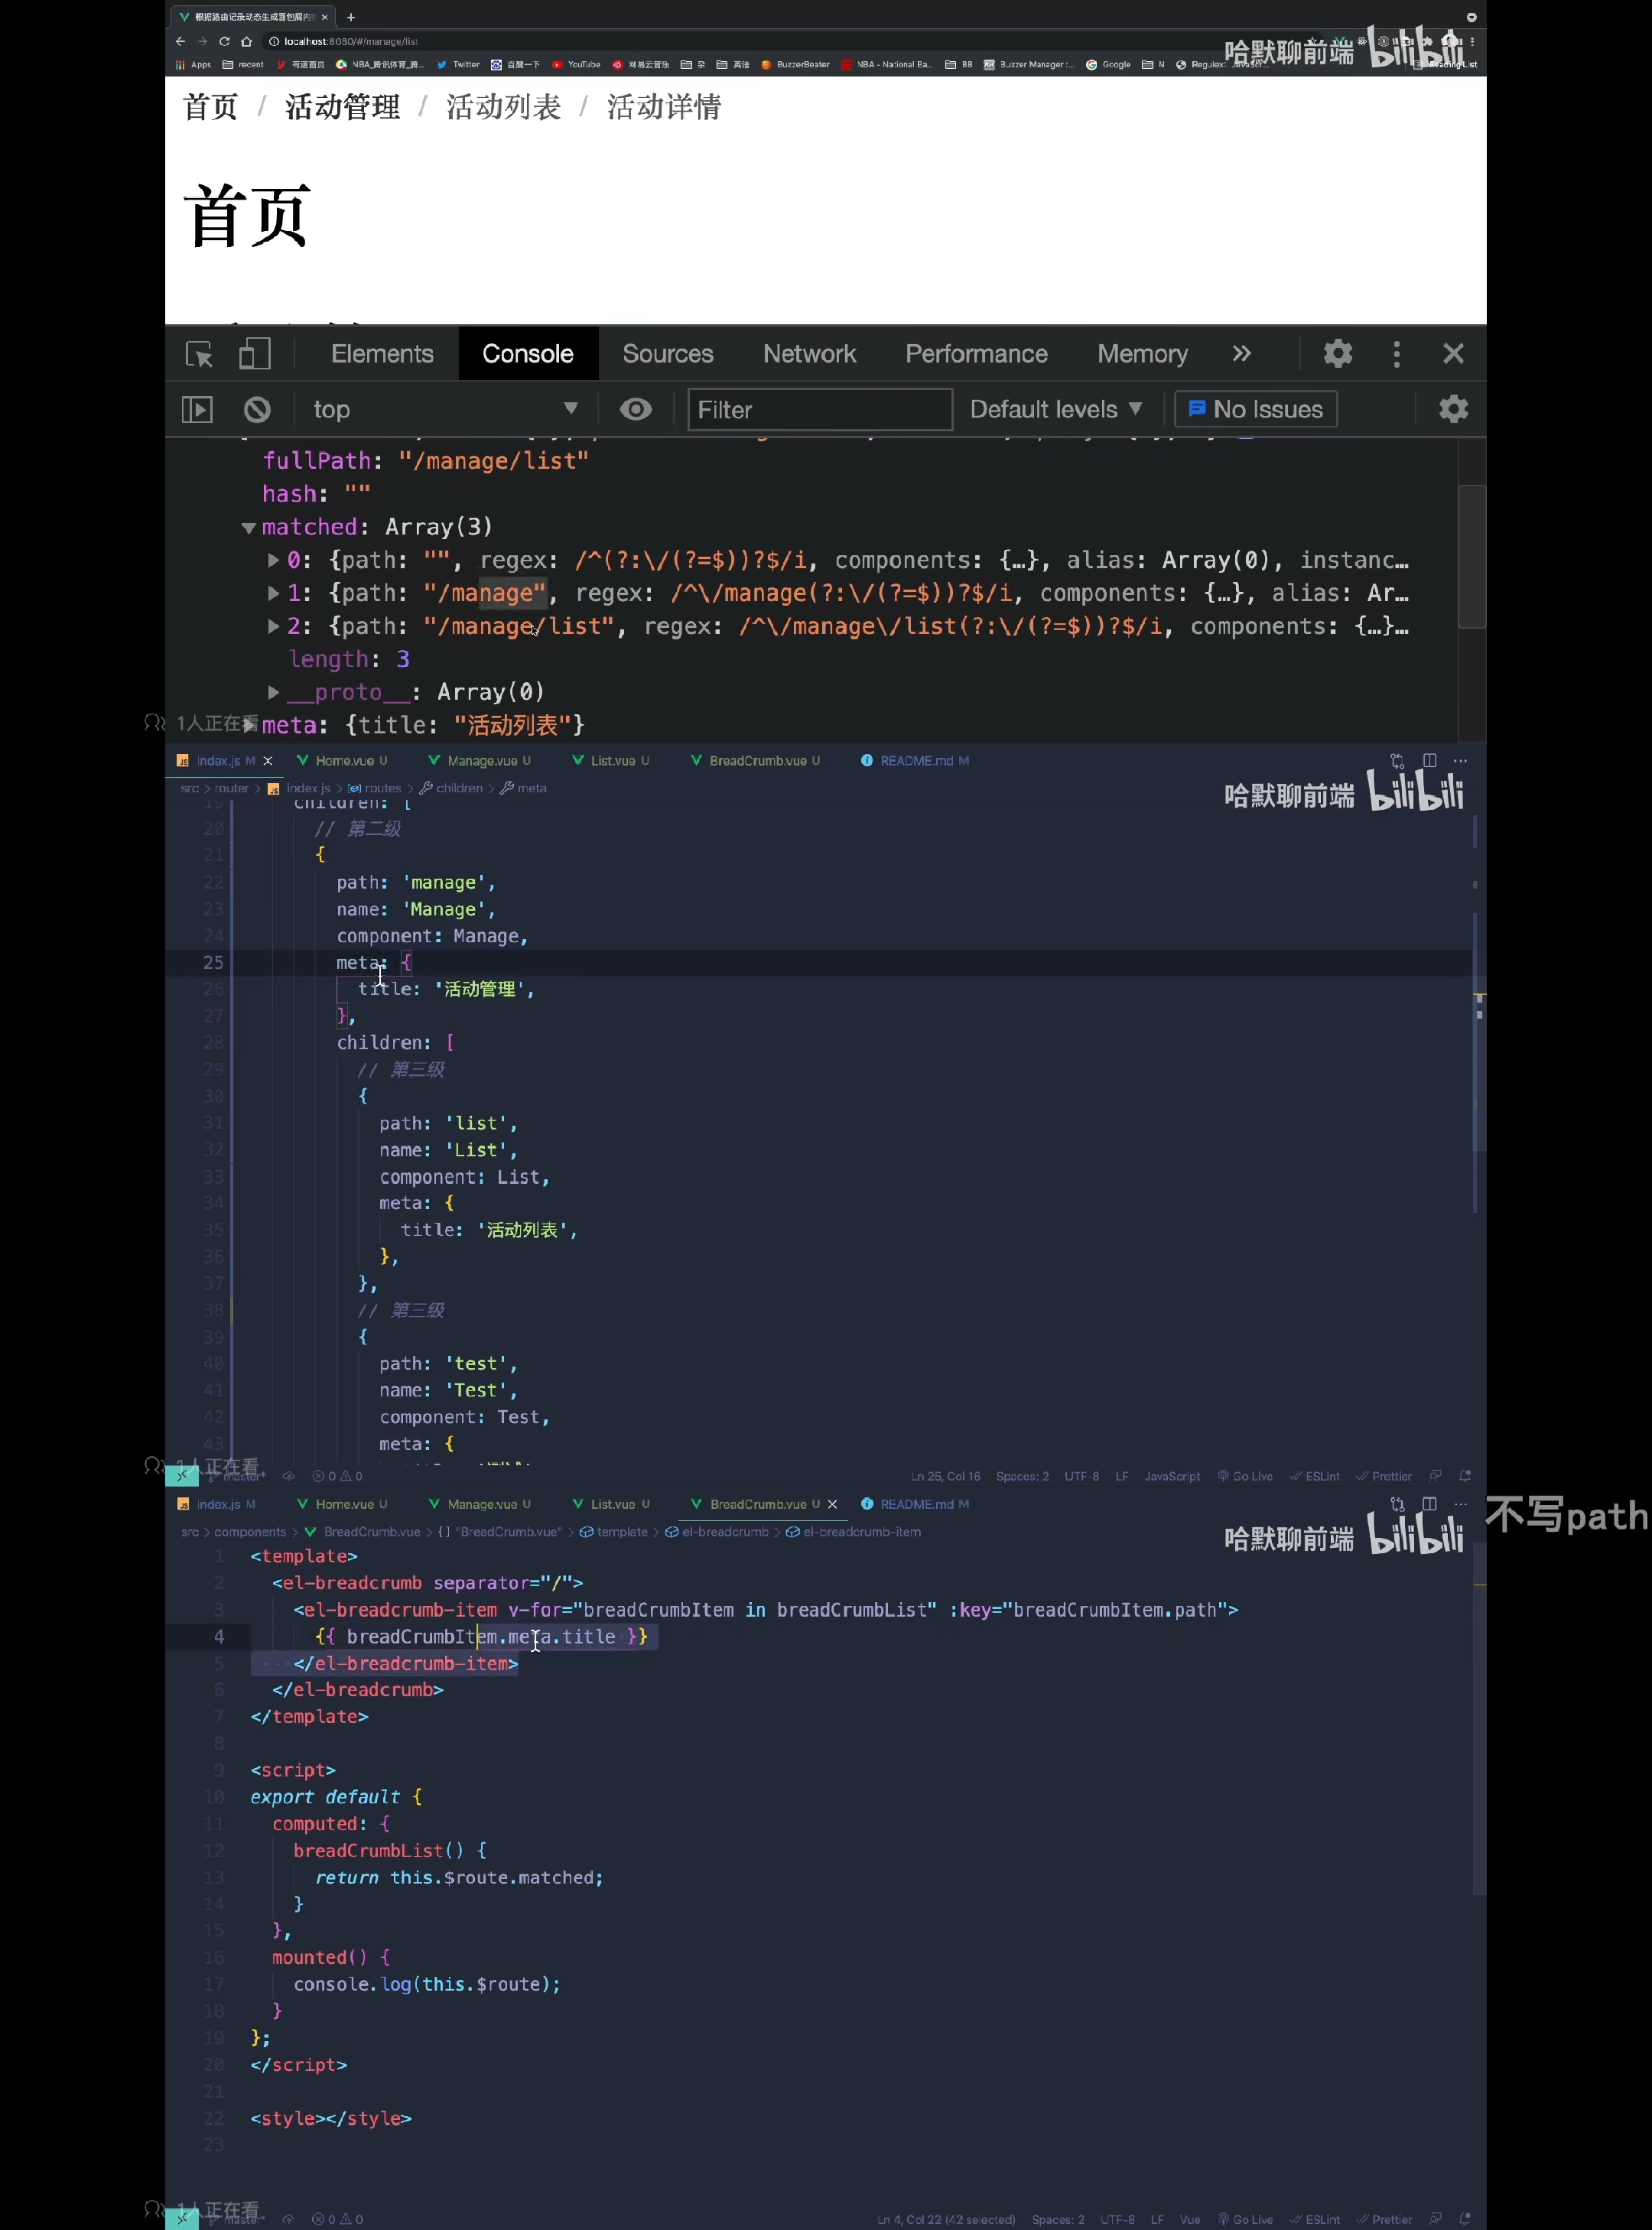 根据路由记录动态生成面包屑内
localhost:8080/#/manage/list
哈默聊前端 bilibili
Apps recent 有道首页 NBA_腾讯体育_腾... Twitter 百度一下 YouTube 网易云音乐 杂 英语 BuzzerBeater NBA - National Ba... BB Buzzer Manager :... Google N Regulex: JavaScr... Reading List
首页 / 活动管理 / 活动列表 / 活动详情
首页
Elements Console Sources Network Performance Memory
top Filter Default levels No Issues
fullPath: "/manage/list"
hash: ""
matched: Array(3)
0: {path: "", regex: /^(?:\/(?=$))?$/i, components: {…}, alias: Array(0), instanc…
1: {path: "/manage", regex: /^\/manage(?:\/(?=$))?$/i, components: {…}, alias: Ar…
2: {path: "/manage/list", regex: /^\/manage\/list(?:\/(?=$))?$/i, components: {…}…
length: 3
__proto__: Array(0)
1人正在看 meta: {title: "活动列表"}
index.js M Home.vue U Manage.vue U List.vue U BreadCrumb.vue U README.md M
src > router > index.js > routes > children > meta
哈默聊前端 bilibili
19 children: [
20 // 第二级
21 {
22 path: 'manage',
23 name: 'Manage',
24 component: Manage,
25 meta: {
26 title: '活动管理',
27 },
28 children: [
29 // 第三级
30 {
31 path: 'list',
32 name: 'List',
33 component: List,
34 meta: {
35 title: '活动列表',
36 },
37 },
38 // 第三级
39 {
40 path: 'test',
41 name: 'Test',
42 component: Test,
43 meta: {
1人正在看
master* 0 0 Ln 25, Col 16 Spaces: 2 UTF-8 LF JavaScript Go Live ESLint Prettier
index.js M Home.vue U Manage.vue U List.vue U BreadCrumb.vue U README.md M
不写path
src > components > BreadCrumb.vue > {} "BreadCrumb.vue" > template > el-breadcrumb > el-breadcrumb-item
哈默聊前端 bilibili
1 <template>
2 <el-breadcrumb separator="/">
3 <el-breadcrumb-item v-for="breadCrumbItem in breadCrumbList" :key="breadCrumbItem.path">
4 {{ breadCrumbItem.meta.title }}
5 </el-breadcrumb-item>
6 </el-breadcrumb>
7 </template>
8
9 <script>
10 export default {
11 computed: {
12 breadCrumbList() {
13 return this.$route.matched;
14 }
15 },
16 mounted() {
17 console.log(this.$route);
18 }
19 };
20 </script>
21
22 <style></style>
23
1人正在看
master* 0 0 Ln 4, Col 22 (42 selected) Spaces: 2 UTF-8 LF Vue Go Live ESLint Prettier